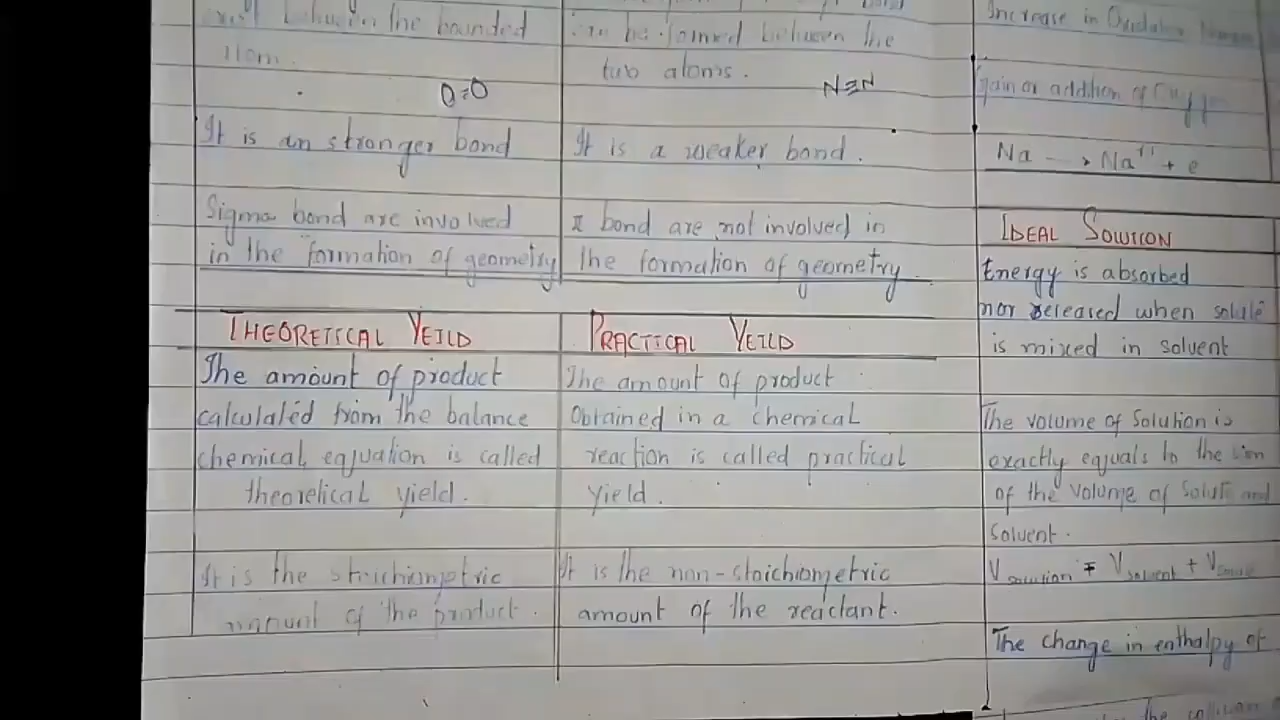 the bounded
can be formed between the
tub atoms.
O=O
N≡N
It is an stronger bond
It is a weaker bond.
Sigma bond are involved
in the formation of geometry
π bond are not involved in
the formation of geometry.
THEORETICAL YEILD
PRACTICAL YEILD
The amount of product
calculated from the balance
chemical equation is called
theoretical yield.
The amount of product
Obtained in a chemical
reaction is called practical
yield.
It is the stoichiometric
amount of the product.
It is the non-stoichiometric
amount of the reactant.
Increase in Oxidation
gain or addition of
Na → Na⁺¹ + e
IDEAL SOLUTION
Energy is absorbed
nor released when solute
is mixed in solvent
The volume of Solution is
exactly equals to the
of the volume of Solute and
Solvent.
V solution = V solvent + V
The change in enthalpy of
the